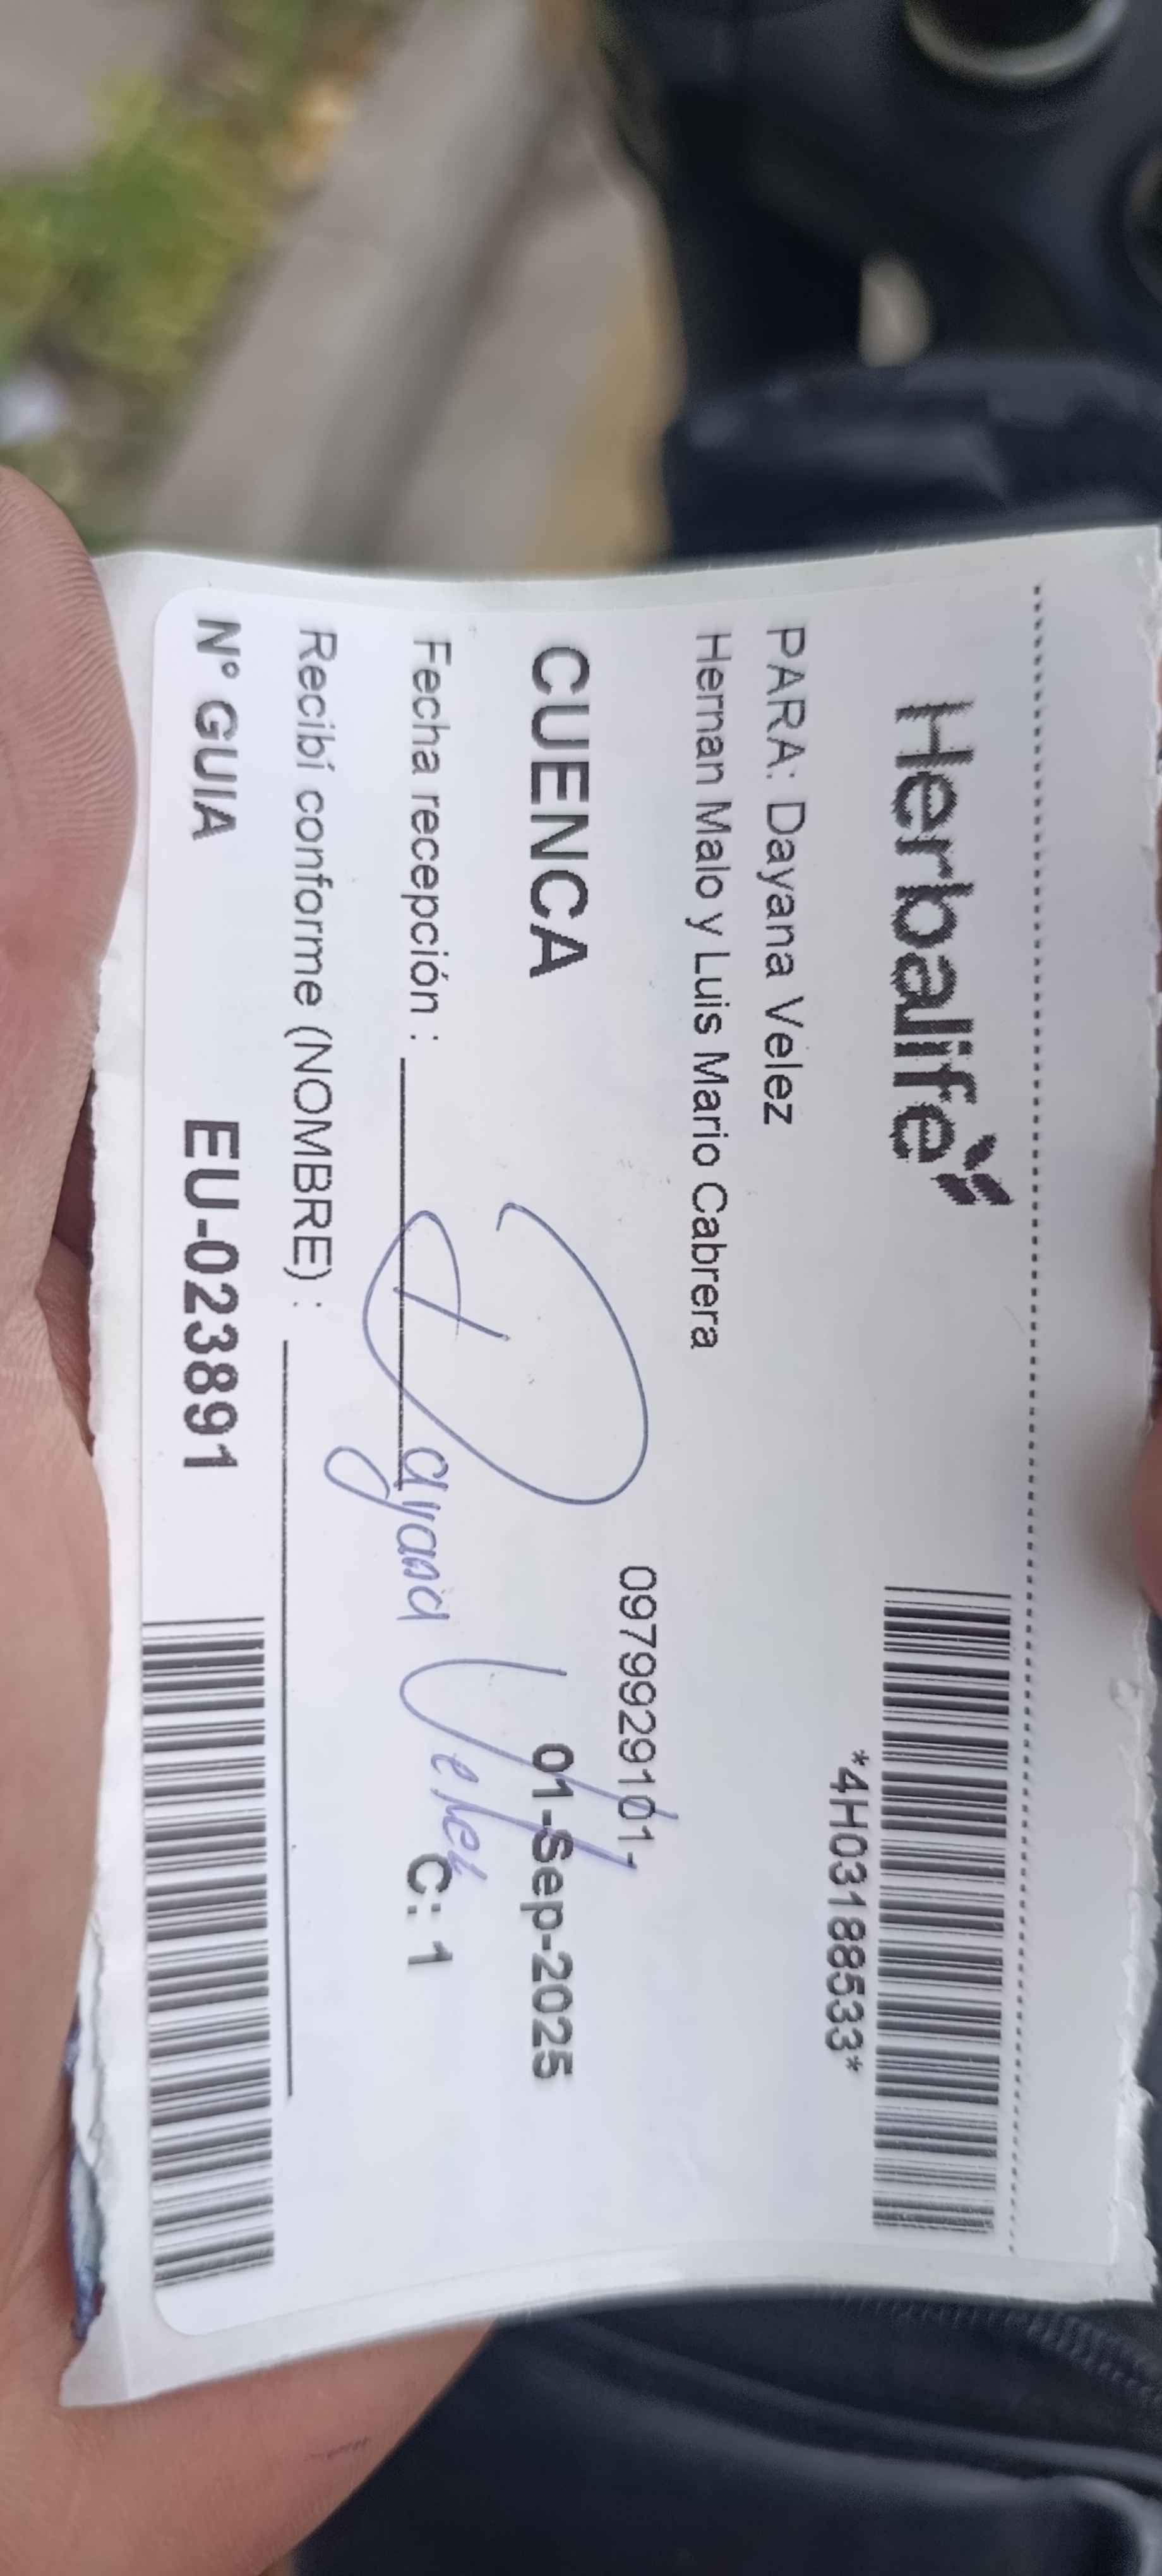 Herbalife
*4H03188533*
PARA: Dayana Velez
Hernan Malo y Luis Mario Cabrera
0979929101-
CUENCA
01-Sep-2025
Fecha recepción :
C: 1
Dayana Velez
Recibí conforme (NOMBRE) :
N° GUIA EU-023891